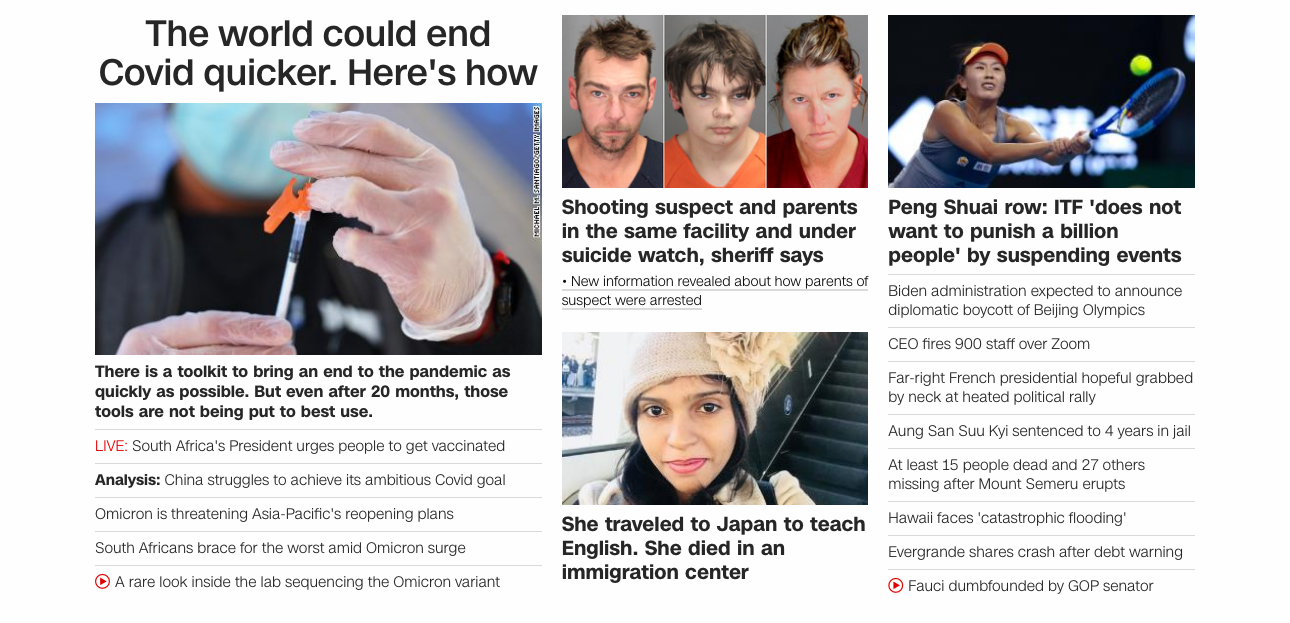 The world could end
Covid quicker. Here's how
MICHAEL M. SANTIAGO/GETTY IMAGES
There is a toolkit to bring an end to the pandemic as
quickly as possible. But even after 20 months, those
tools are not being put to best use.
LIVE: South Africa's President urges people to get vaccinated
Analysis: China struggles to achieve its ambitious Covid goal
Omicron is threatening Asia-Pacific's reopening plans
South Africans brace for the worst amid Omicron surge
A rare look inside the lab sequencing the Omicron variant
Shooting suspect and parents
in the same facility and under
suicide watch, sheriff says
• New information revealed about how parents of
suspect were arrested
She traveled to Japan to teach
English. She died in an
immigration center
Peng Shuai row: ITF 'does not
want to punish a billion
people' by suspending events
Biden administration expected to announce
diplomatic boycott of Beijing Olympics
CEO fires 900 staff over Zoom
Far-right French presidential hopeful grabbed
by neck at heated political rally
Aung San Suu Kyi sentenced to 4 years in jail
At least 15 people dead and 27 others
missing after Mount Semeru erupts
Hawaii faces 'catastrophic flooding'
Evergrande shares crash after debt warning
Fauci dumbfounded by GOP senator